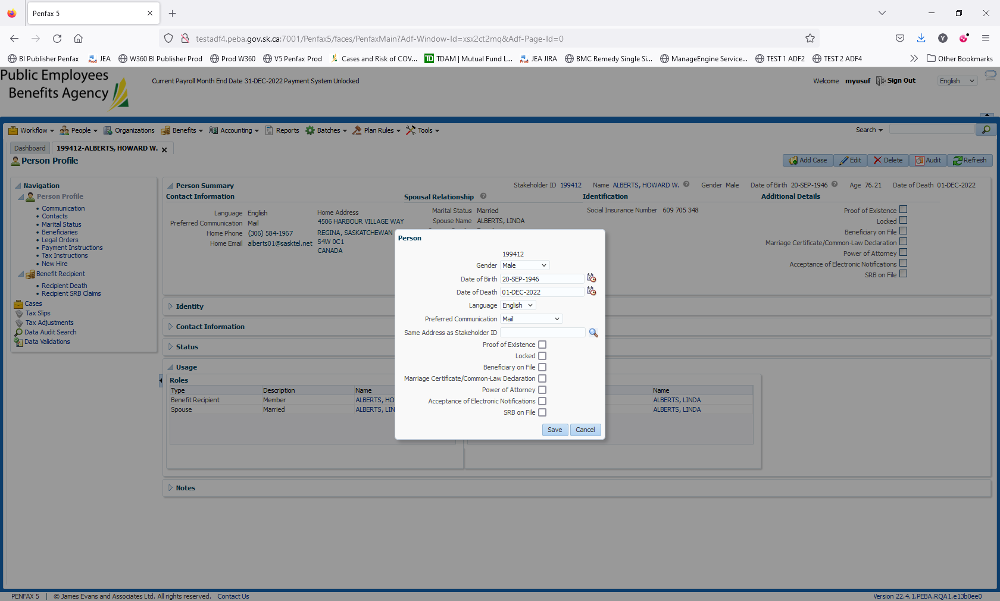 Penfax 5
testadf4.peba.gov.sk.ca:7001/Penfax5/faces/PenfaxMain?Adf-Window-Id=xsx2ct2mq&Adf-Page-Id=0
BI Publisher Penfax JEA W360 BI Publisher Prod Prod W360 V5 Penfax Prod Cases and Risk of COV... TDAM | Mutual Fund L... JEA JIRA BMC Remedy Single Si... ManageEngine Service... TEST 1 ADF2 TEST 2 ADF4 Other Bookmarks
Public Employees
Benefits Agency
Current Payroll Month End Date 31-DEC-2022 Payment System Unlocked
Welcome myusuf Sign Out English
Workflow People Organizations Benefits Accounting Reports Batches Plan Rules Tools Search
Dashboard 199412-ALBERTS, HOWARD W.
Person Profile
Add Case Edit Delete Audit Refresh
Navigation
Person Profile
Communication
Contacts
Marital Status
Beneficiaries
Legal Orders
Payment Instructions
Tax Instructions
New Hire
Benefit Recipient
Recipient Death
Recipient SRB Claims
Cases
Tax Slips
Tax Adjustments
Data Audit Search
Data Validations
Person Summary
Stakeholder ID 199412 Name ALBERTS, HOWARD W. Gender Male Date of Birth 20-SEP-1946 Age 76.21 Date of Death 01-DEC-2022
Contact Information
Language English
Preferred Communication Mail
Home Phone (306) 584-1967
Home Email alberts01@sasktel.net
Home Address
4506 HARBOUR VILLAGE WAY
REGINA, SASKATCHEWAN
S4W 0C1
CANADA
Spousal Relationship
Marital Status Married
Spouse Name ALBERTS, LINDA
Identification
Social Insurance Number 609 705 348
Additional Details
Proof of Existence
Locked
Beneficiary on File
Marriage Certificate/Common-Law Declaration
Power of Attorney
Acceptance of Electronic Notifications
SRB on File
Identity
Contact Information
Status
Usage
Roles
Type Description Name
Benefit Recipient Member ALBERTS, HO
Spouse Married ALBERTS, LIN
Name
ALBERTS, LINDA
ALBERTS, LINDA
Notes
Person
199412
Gender Male
Date of Birth 20-SEP-1946
Date of Death 01-DEC-2022
Language English
Preferred Communication Mail
Same Address as Stakeholder ID
Proof of Existence
Locked
Beneficiary on File
Marriage Certificate/Common-Law Declaration
Power of Attorney
Acceptance of Electronic Notifications
SRB on File
Save Cancel
PENFAX 5 | © James Evans and Associates Ltd. All rights reserved. Contact Us
Version 22.4.1.PEBA.RQA1.e13b0ee0